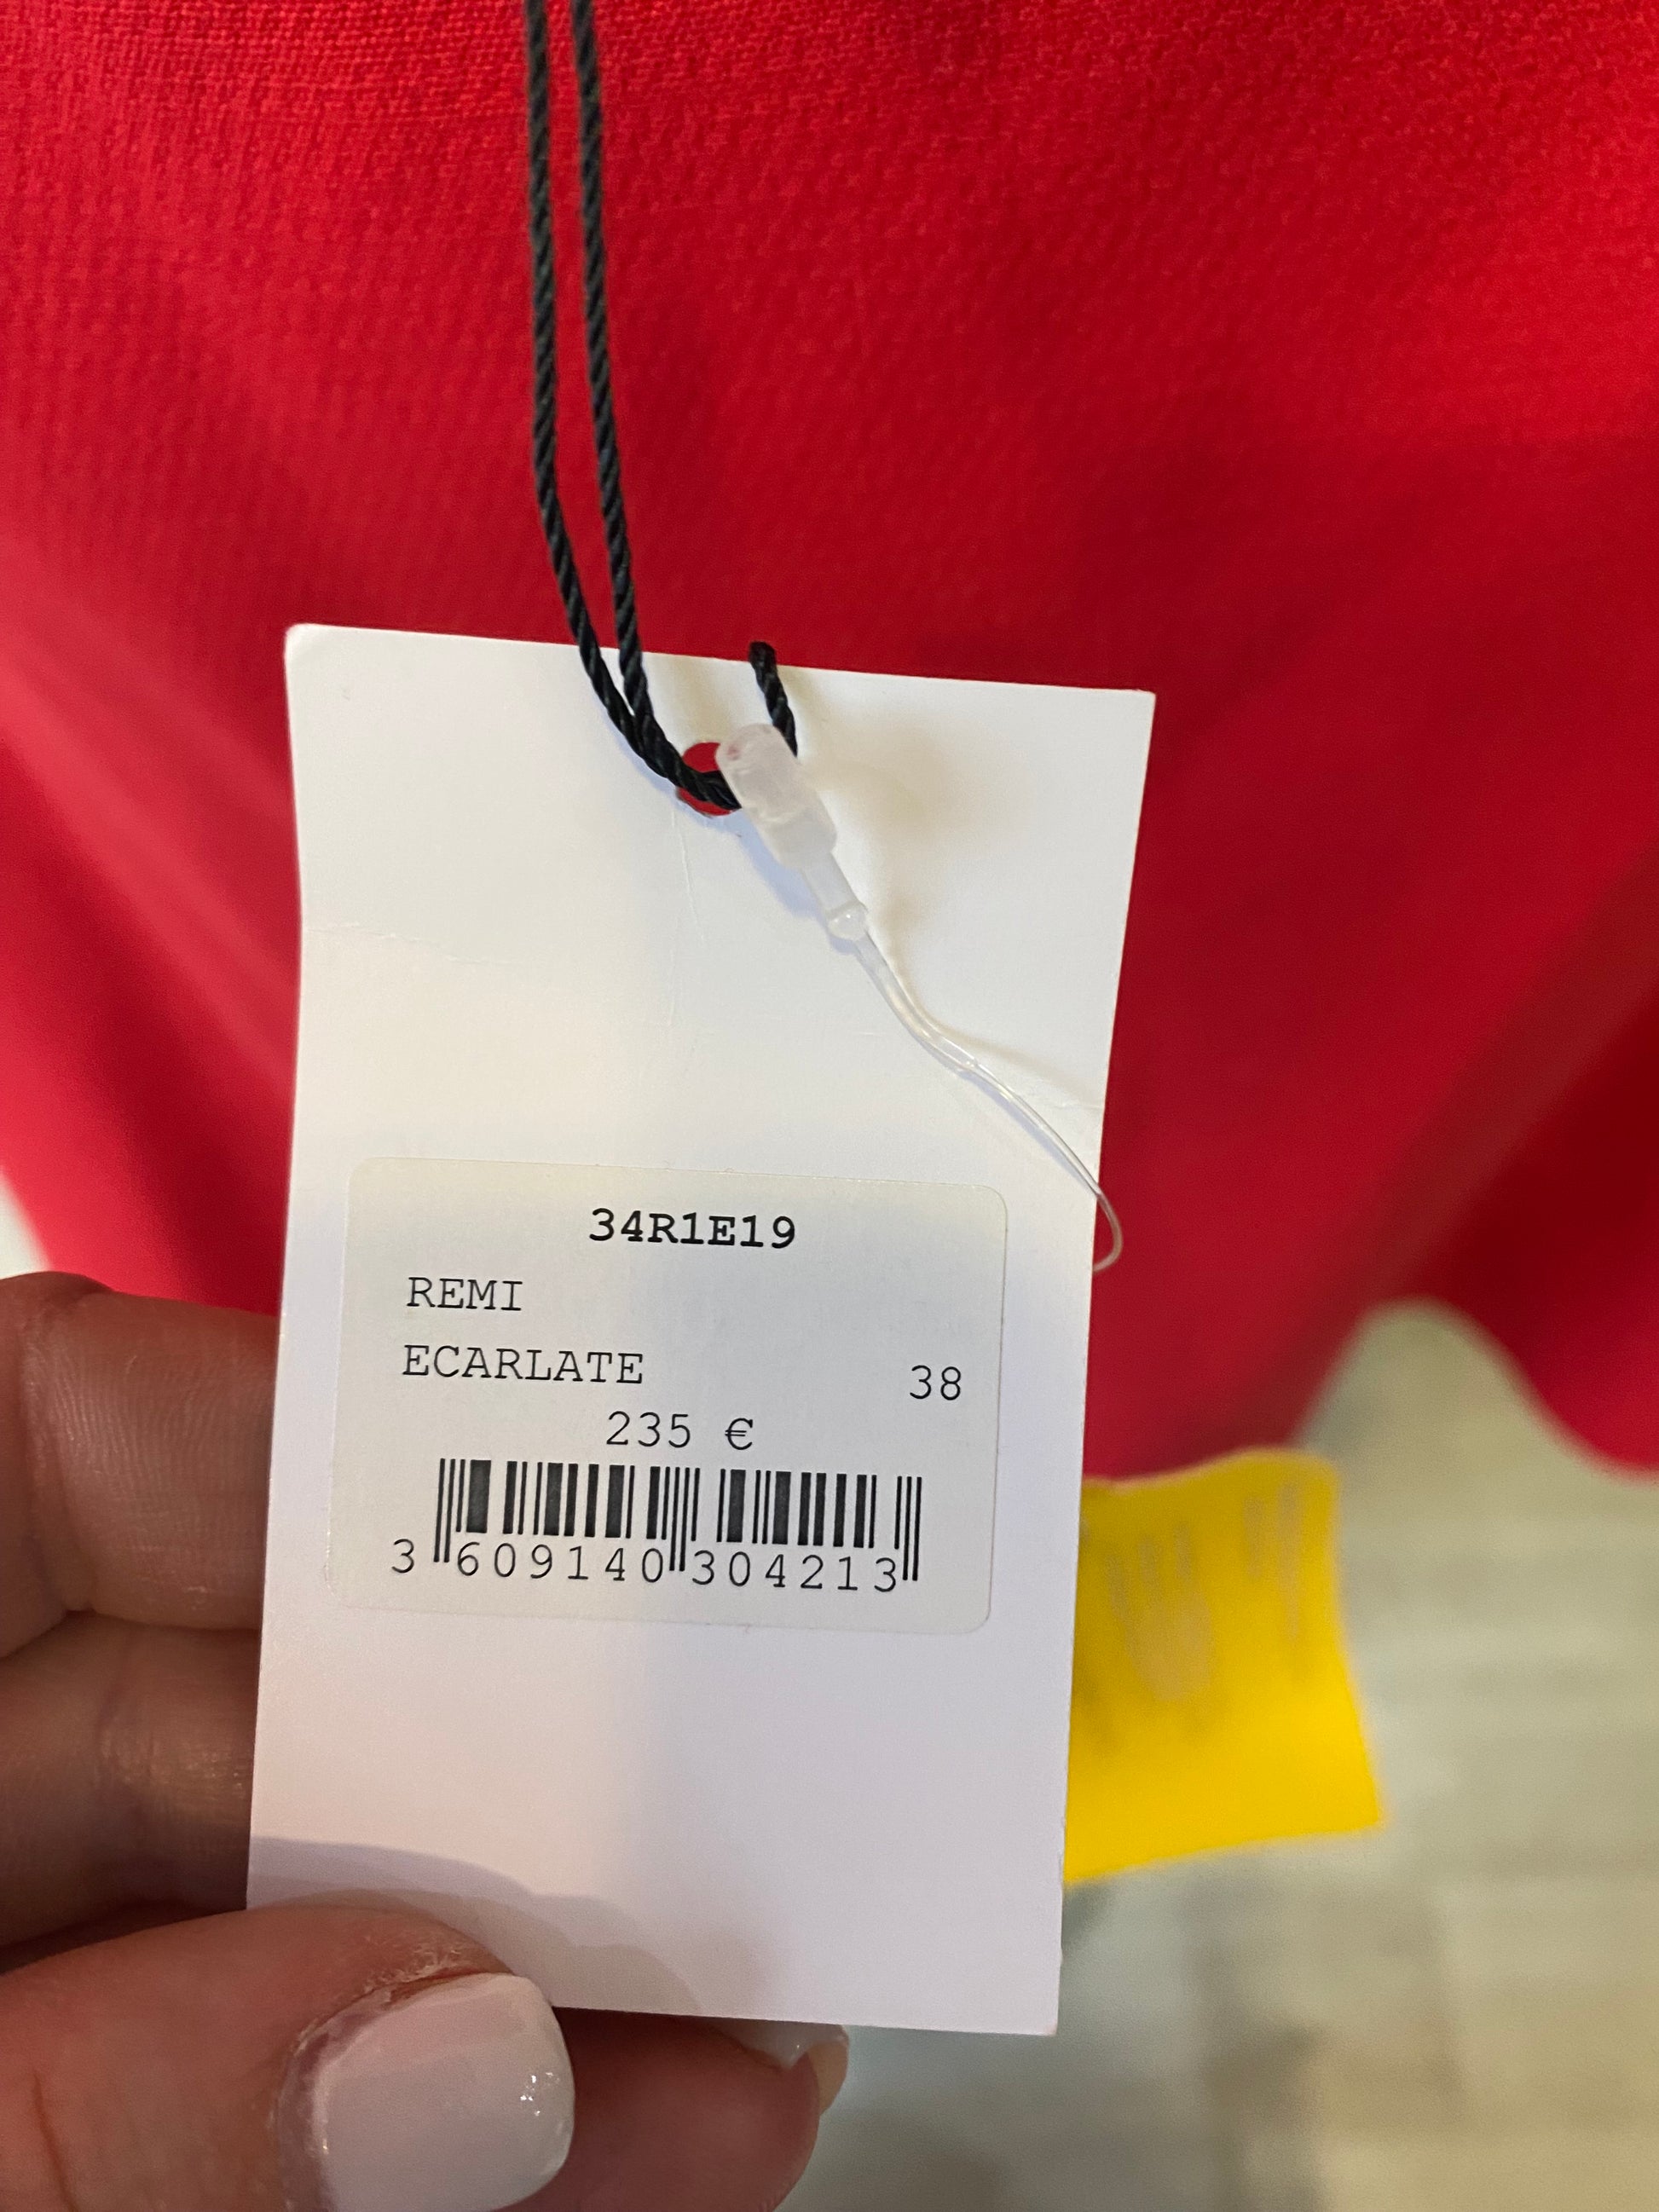 34R1E19
REMI
ECARLATE 38
235 €
3 609140 304213